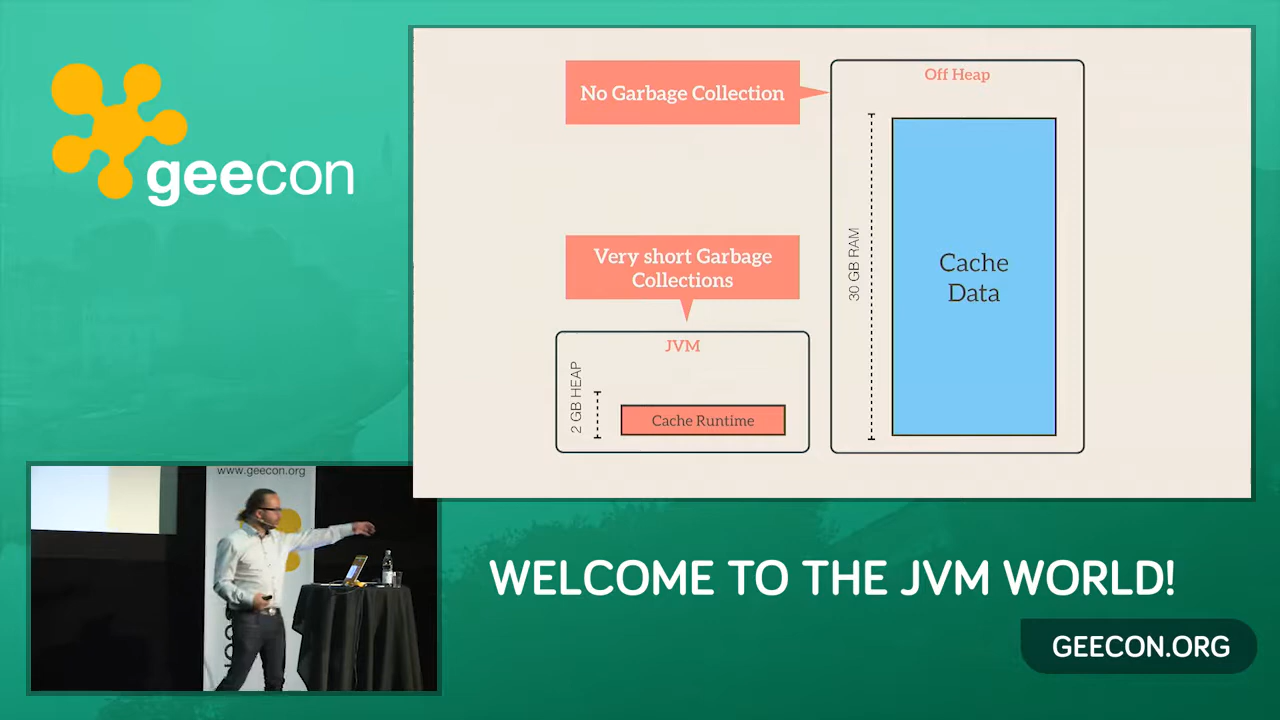 geecon
No Garbage Collection
Off Heap
30 GB RAM
Cache
Data
Very short Garbage
Collections
JVM
2 GB HEAP
Cache Runtime
www.geecon.org
WELCOME TO THE JVM WORLD!
GEECON.ORG